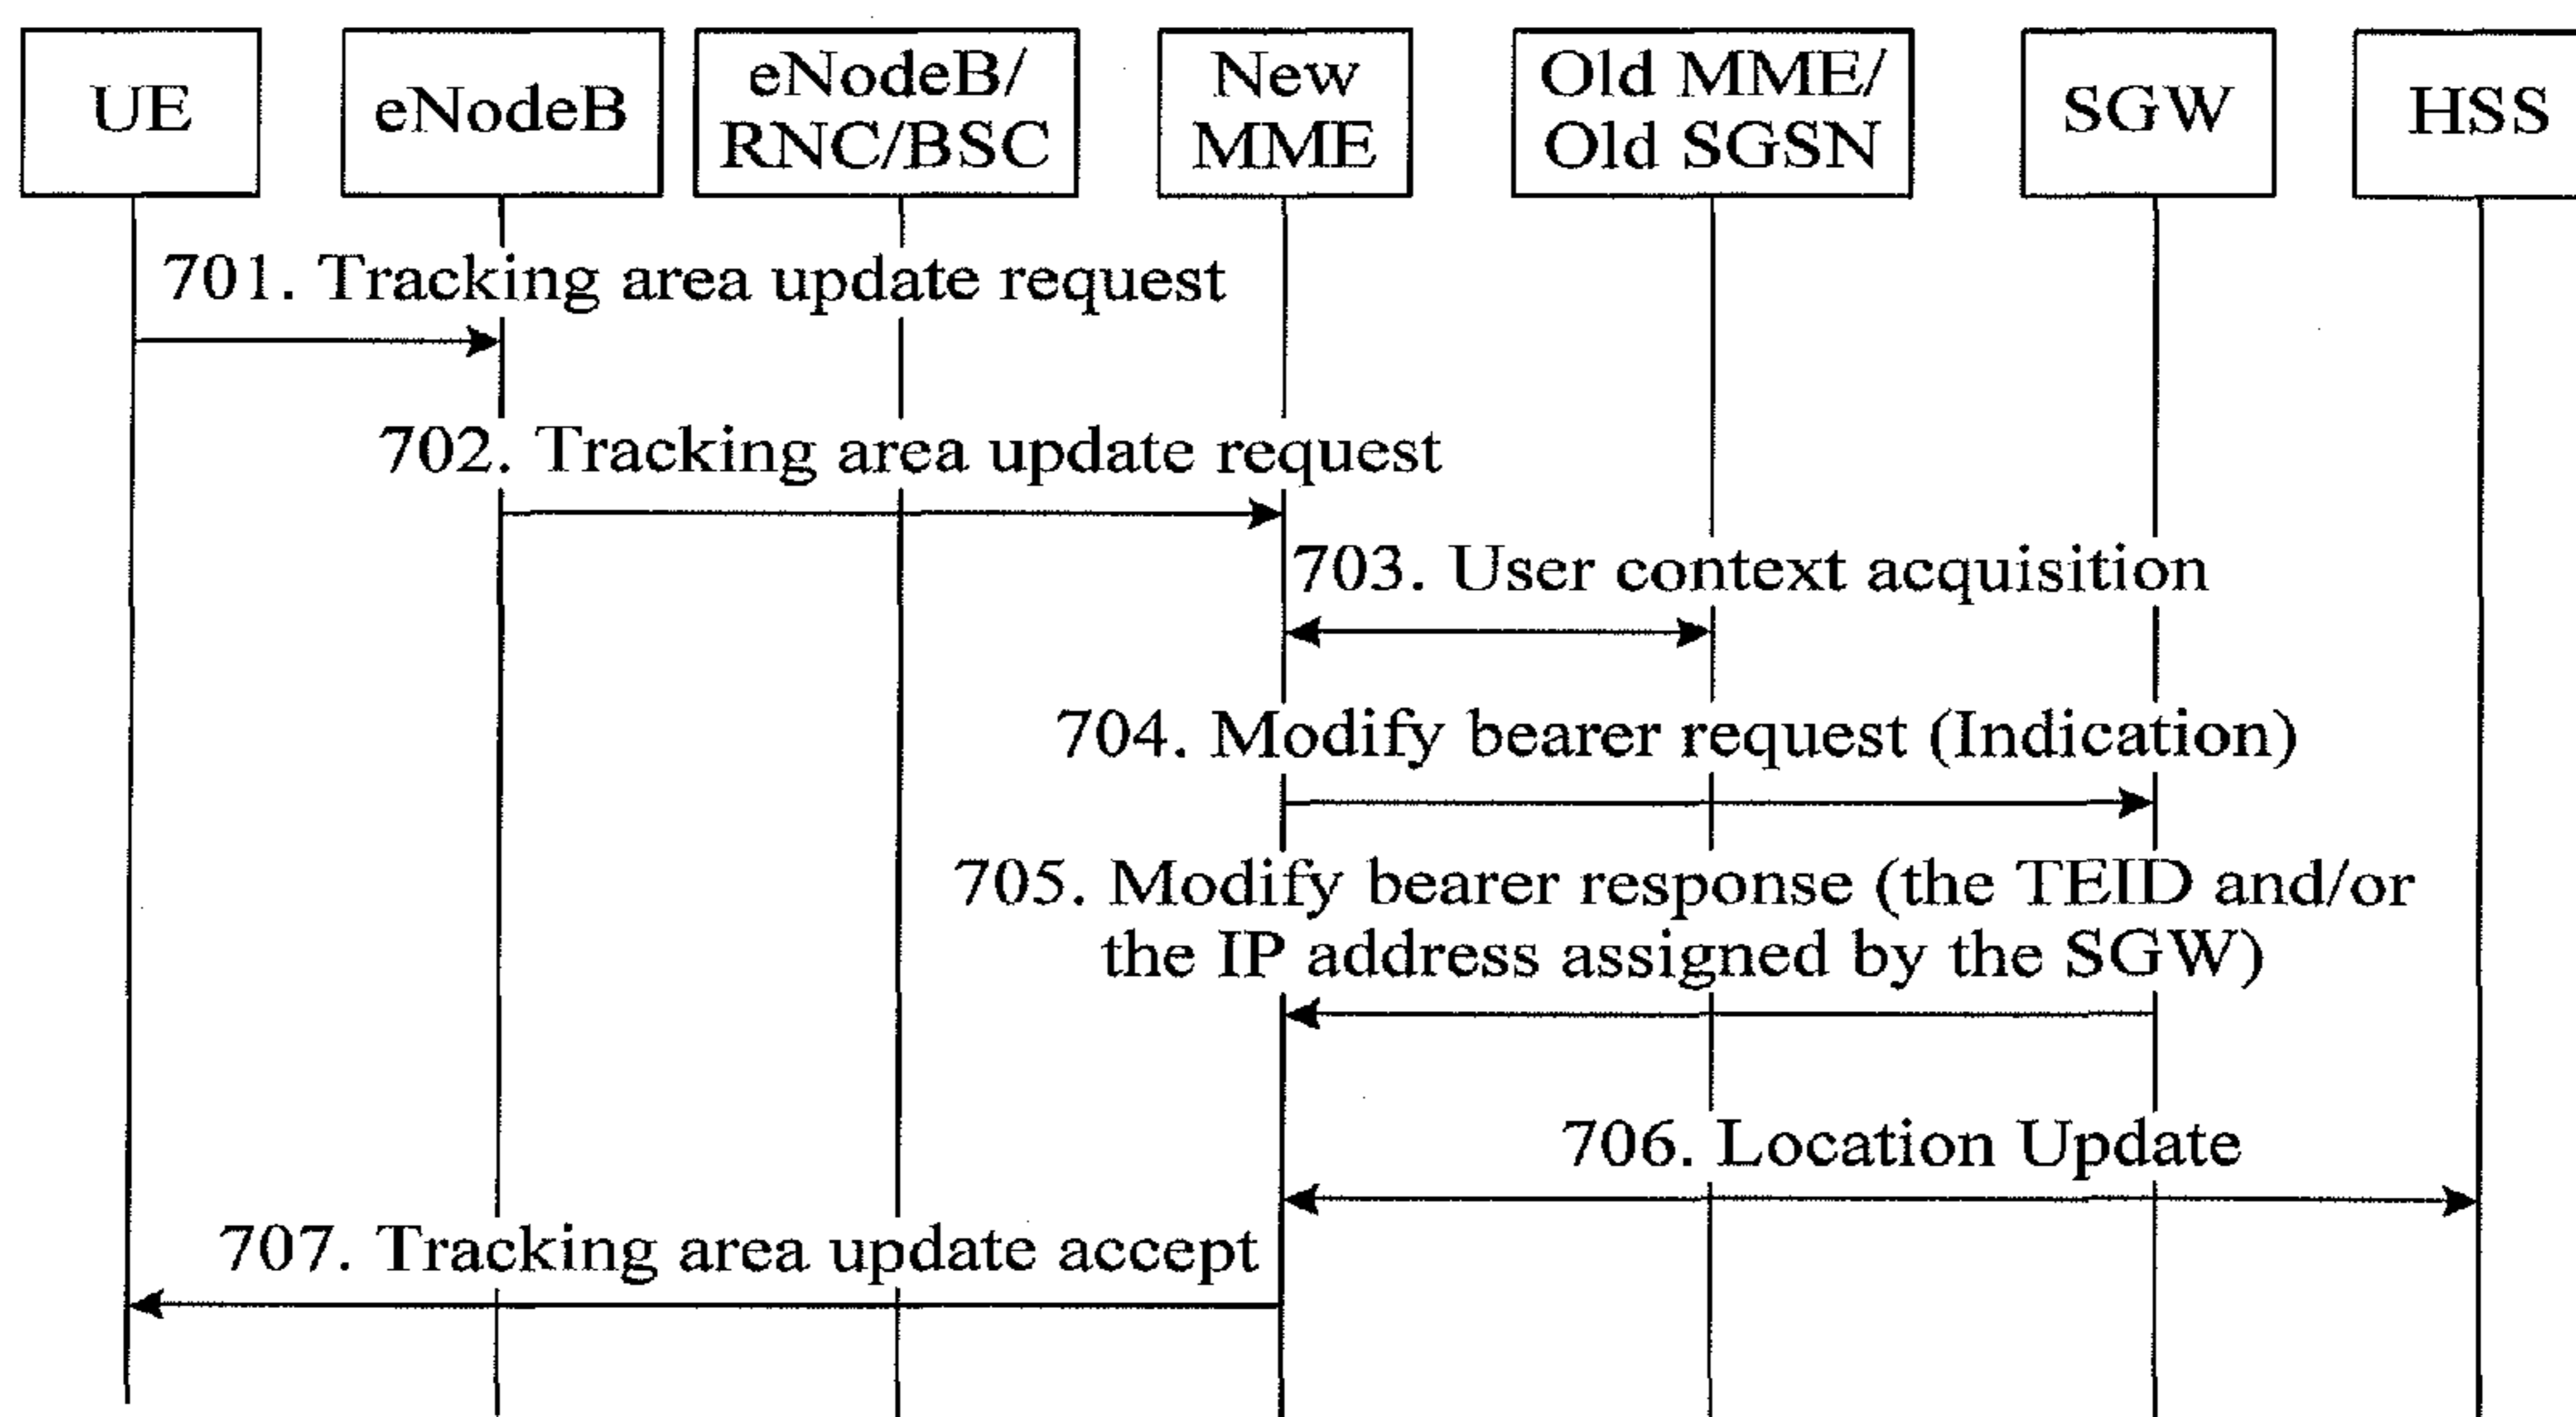 UE
eNodeB
eNodeB/
RNC/BSC
New
MME
Old MME/
Old SGSN
SGW
HSS
701. Tracking area update request
702. Tracking area update request
703. User context acquisition
704. Modify bearer request (Indication)
705. Modify bearer response (the TEID and/or
the IP address assigned by the SGW)
706. Location Update
707. Tracking area update accept